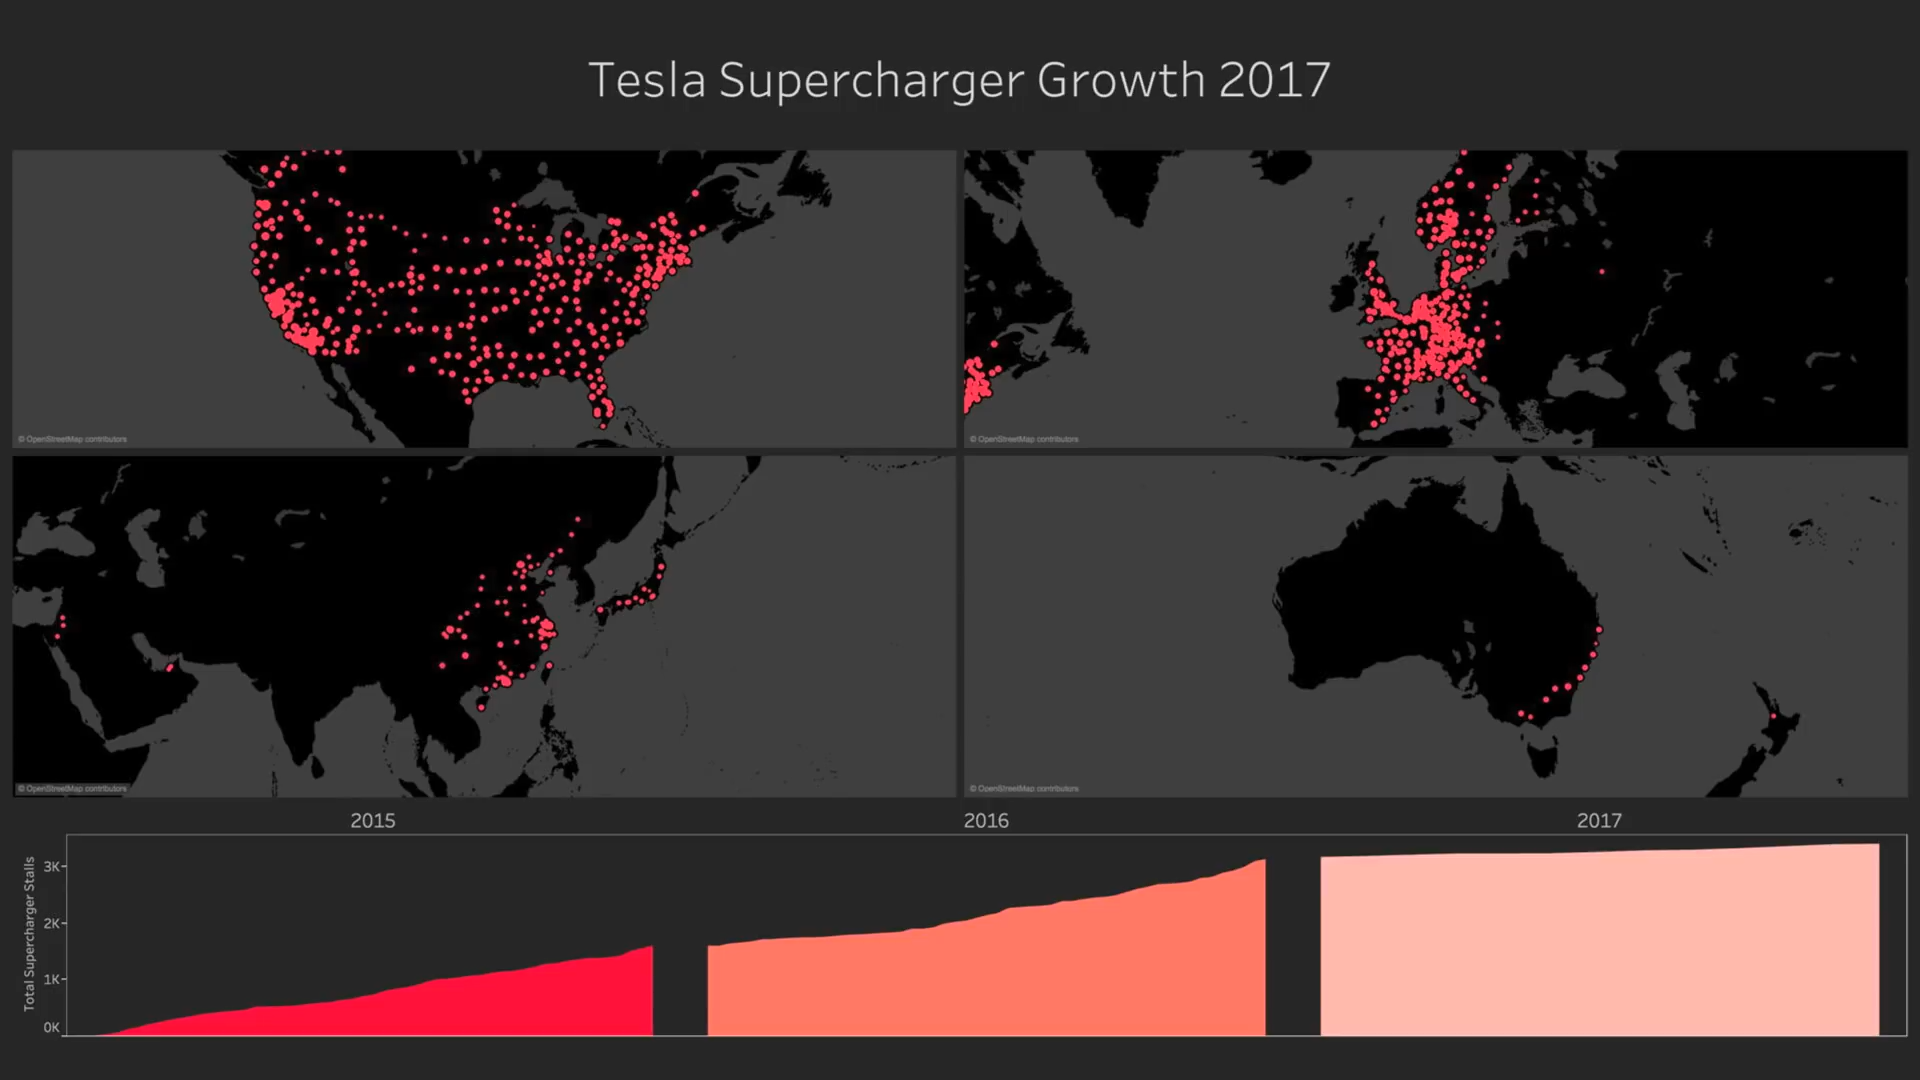 Tesla Supercharger Growth 2017
© OpenStreetMap contributors
© OpenStreetMap contributors
© OpenStreetMap contributors
© OpenStreetMap contributors
2015
2016
2017
Total Supercharger Stalls
3K
2K
1K
0K